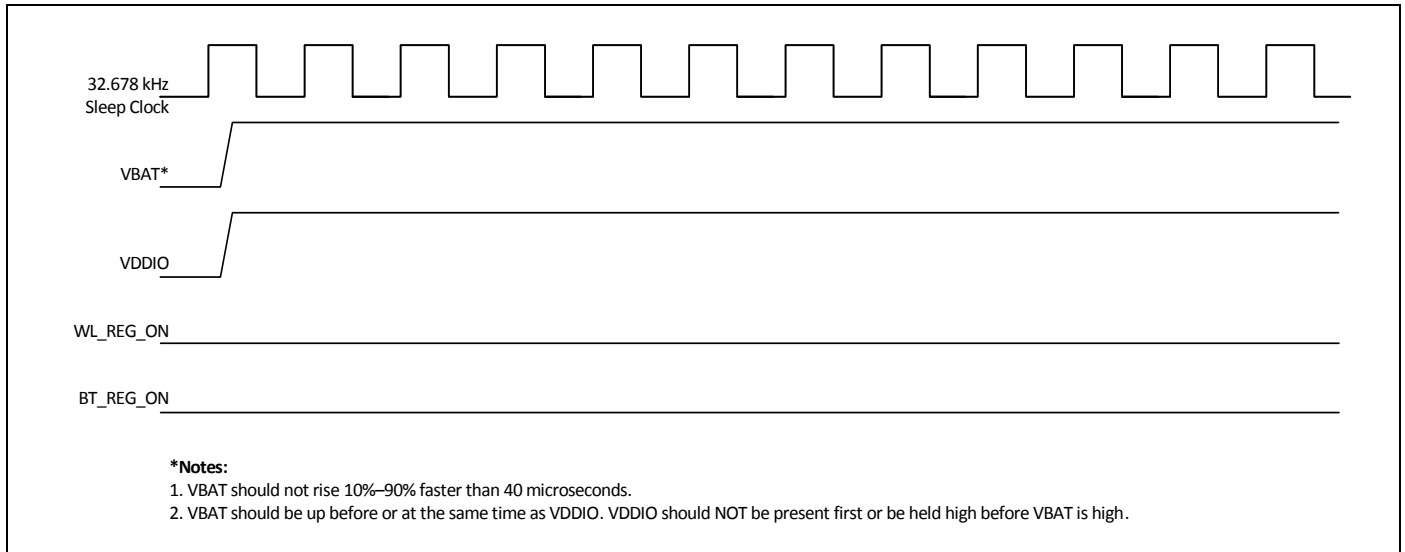 32.678 kHz
Sleep Clock
VBAT*
VDDIO
WL_REG_ON
BT_REG_ON
*Notes:
1. VBAT should not rise 10%–90% faster than 40 microseconds.
2. VBAT should be up before or at the same time as VDDIO. VDDIO should NOT be present first or be held high before VBAT is high.